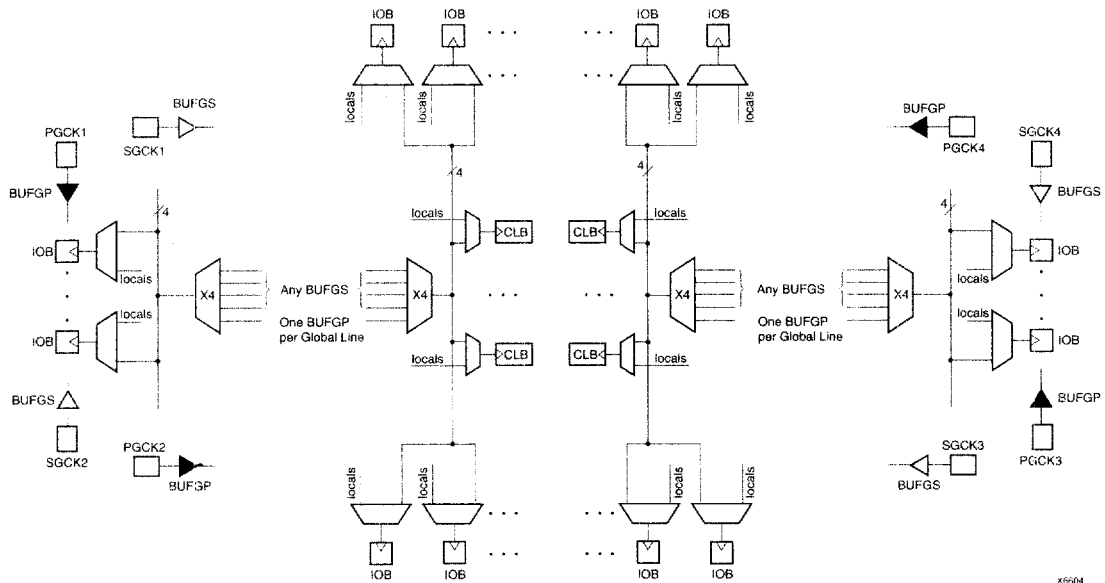 IOB IOB IOB IOB
locals locals locals locals
BUFGS
PGCK1
SGCK1
BUFGP
SGCK4
PGCK4
BUFGP
BUFGS
4 4 4 4
locals locals
CLB CLB
IOB IOB
locals locals
X4 Any BUFGS X4 X4 Any BUFGS X4
One BUFGP
per Global Line
One BUFGP
per Global Line
locals locals
IOB IOB
CLB CLB
locals locals
BUFGS
BUFGP
SGCK2
PGCK2
BUFGP
SGCK3
BUFGS
PGCK3
locals locals locals locals
IOB IOB IOB IOB
X6604